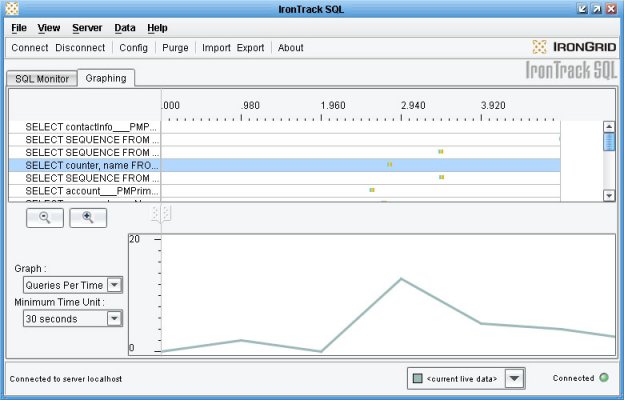 IronTrack SQL
File View Server Data Help
Connect Disconnect Config Purge Import Export About
IRONGRID
IronTrack SQL
SQL Monitor Graphing
.000 .980 1.960 2.940 3.920
SELECT contactInfo___PMP...
SELECT SEQUENCE FROM ...
SELECT SEQUENCE FROM ...
SELECT counter, name FRO...
SELECT SEQUENCE FROM ...
SELECT account___PMPrim...
20
Graph :
Queries Per Time
Minimum Time Unit :
30 seconds
0
Connected to server localhost
<current live data>
Connected